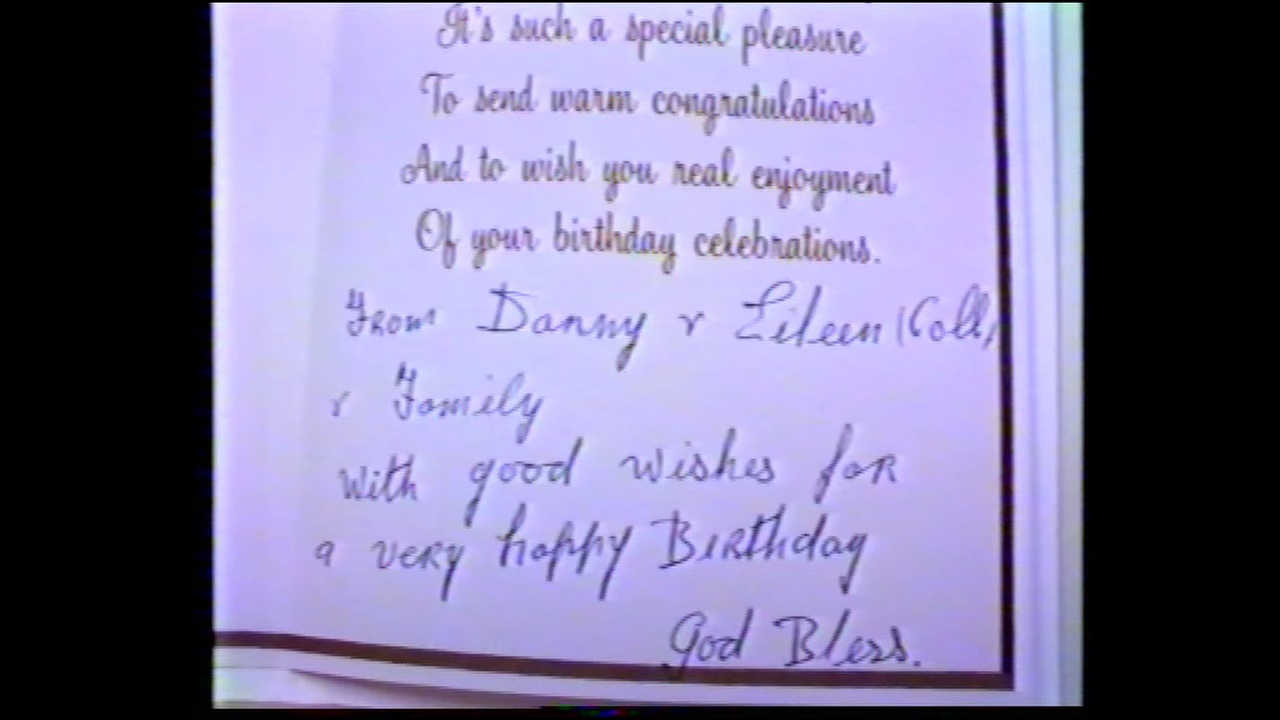 It's such a special pleasure
To send warm congratulations
And to wish you real enjoyment
Of your birthday celebrations.
From Danny & Eileen (Coll)
& Family
With good wishes for
a very happy Birthday
God Bless.